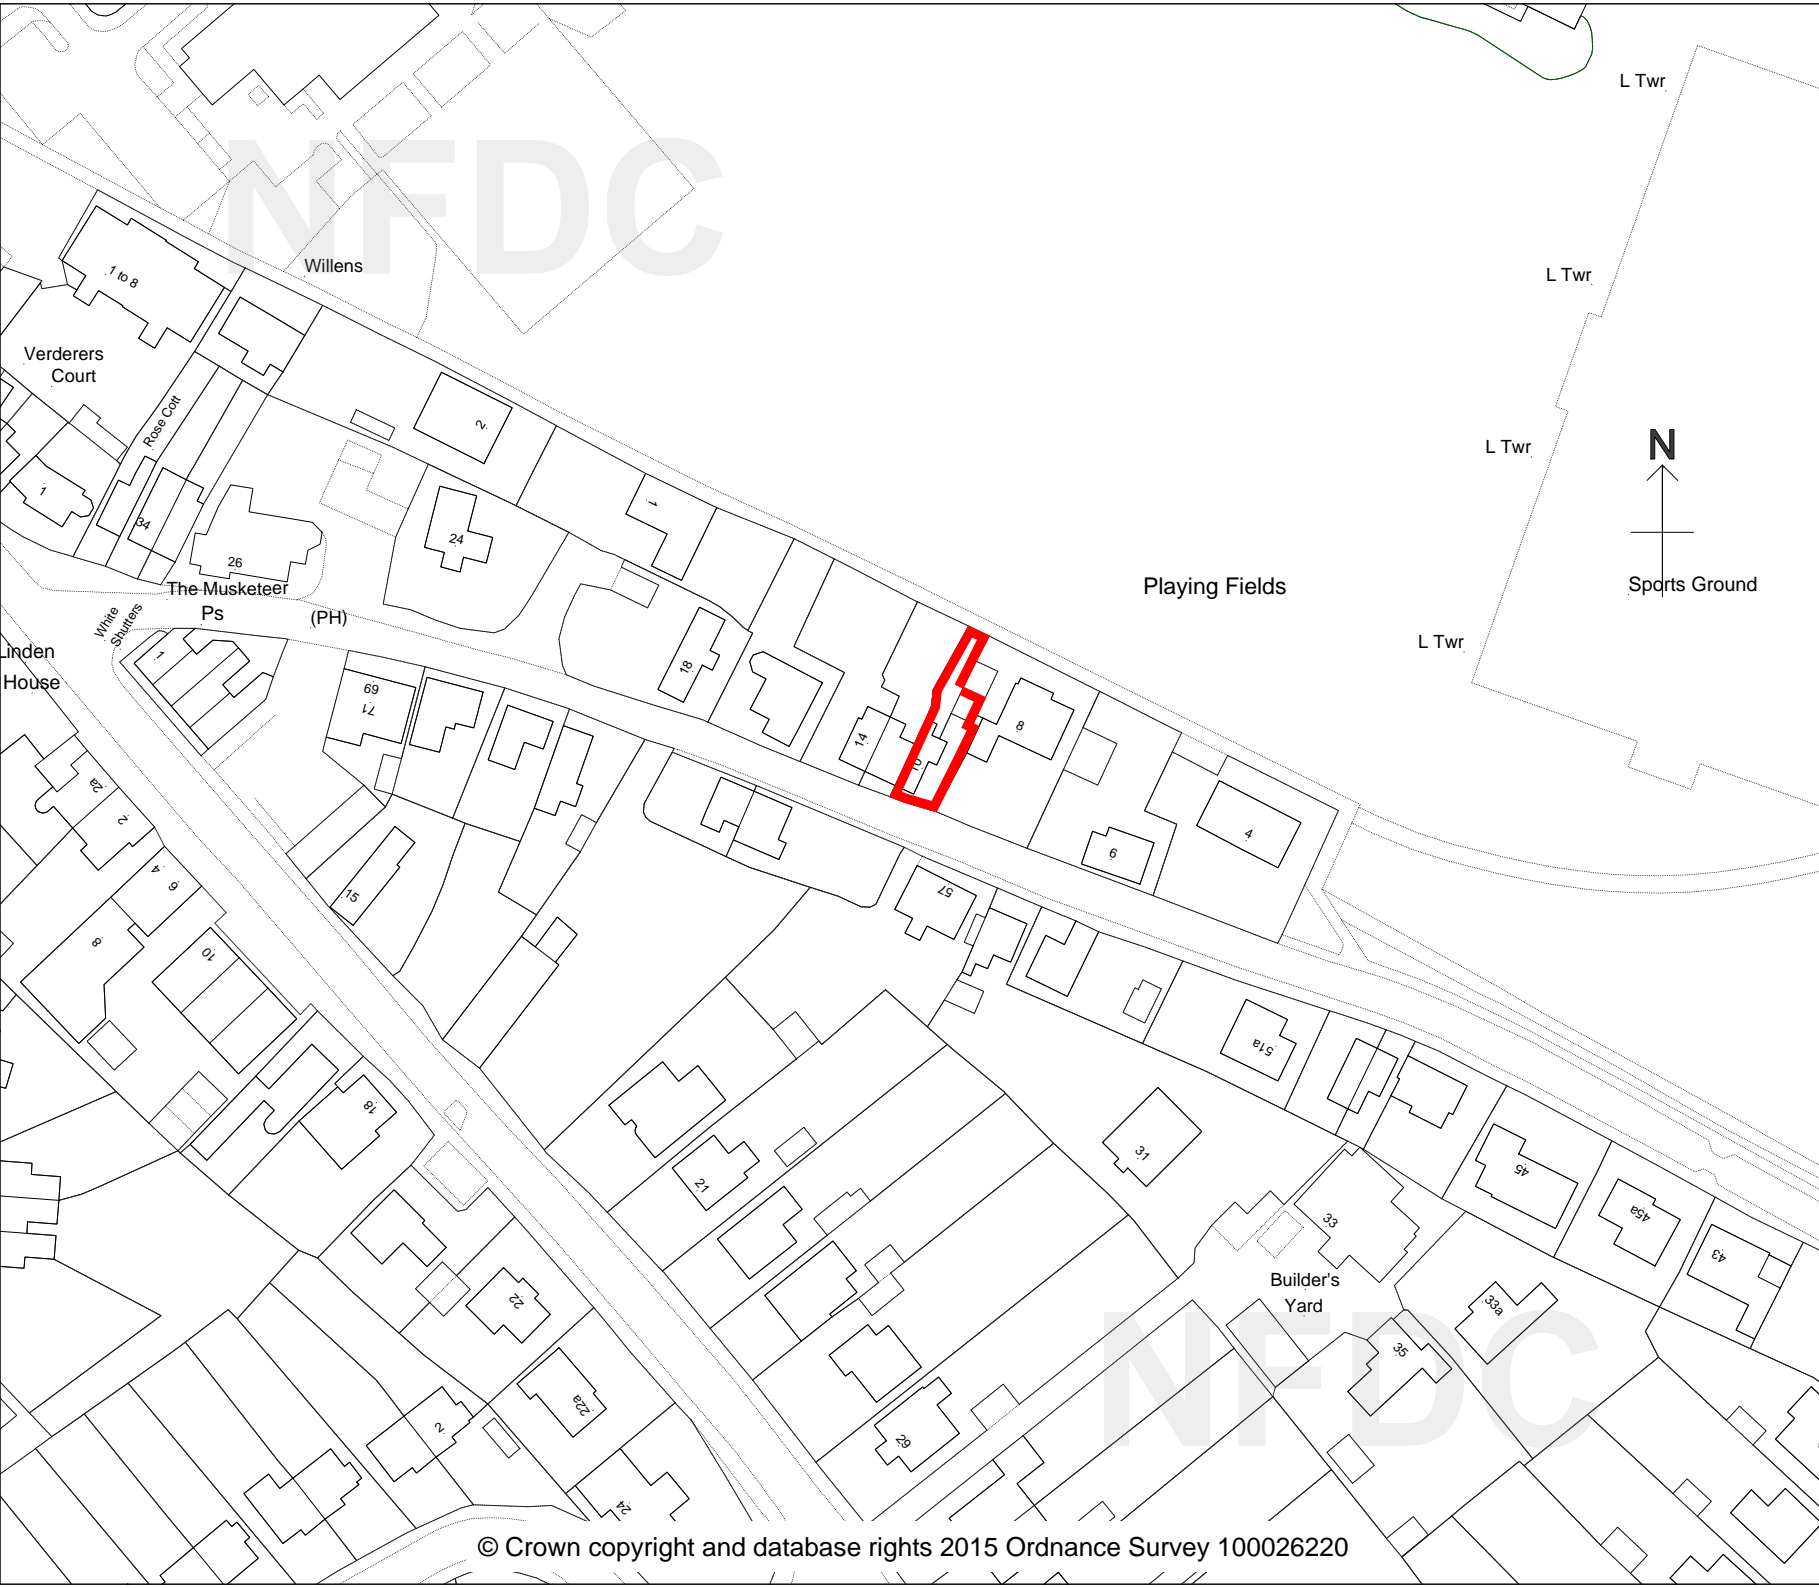 L Twr
NFDC
Willens
1 to 8
L Twr
Verderers
Court
Rose Cott
2
L Twr
N
1
34
24
1
26
The Musketeer
Ps
(PH)
White
Shutters
Playing Fields
Sports Ground
Linden
House
1
18
L Twr
69
71
14
10
8
2a
2
4
6
15
6
4
57
8
10
51a
18
31
21
45
33
45a
43
22
Builder's
Yard
33a
35
NFDC
22a
2
29
24
© Crown copyright and database rights 2015 Ordnance Survey 100026220